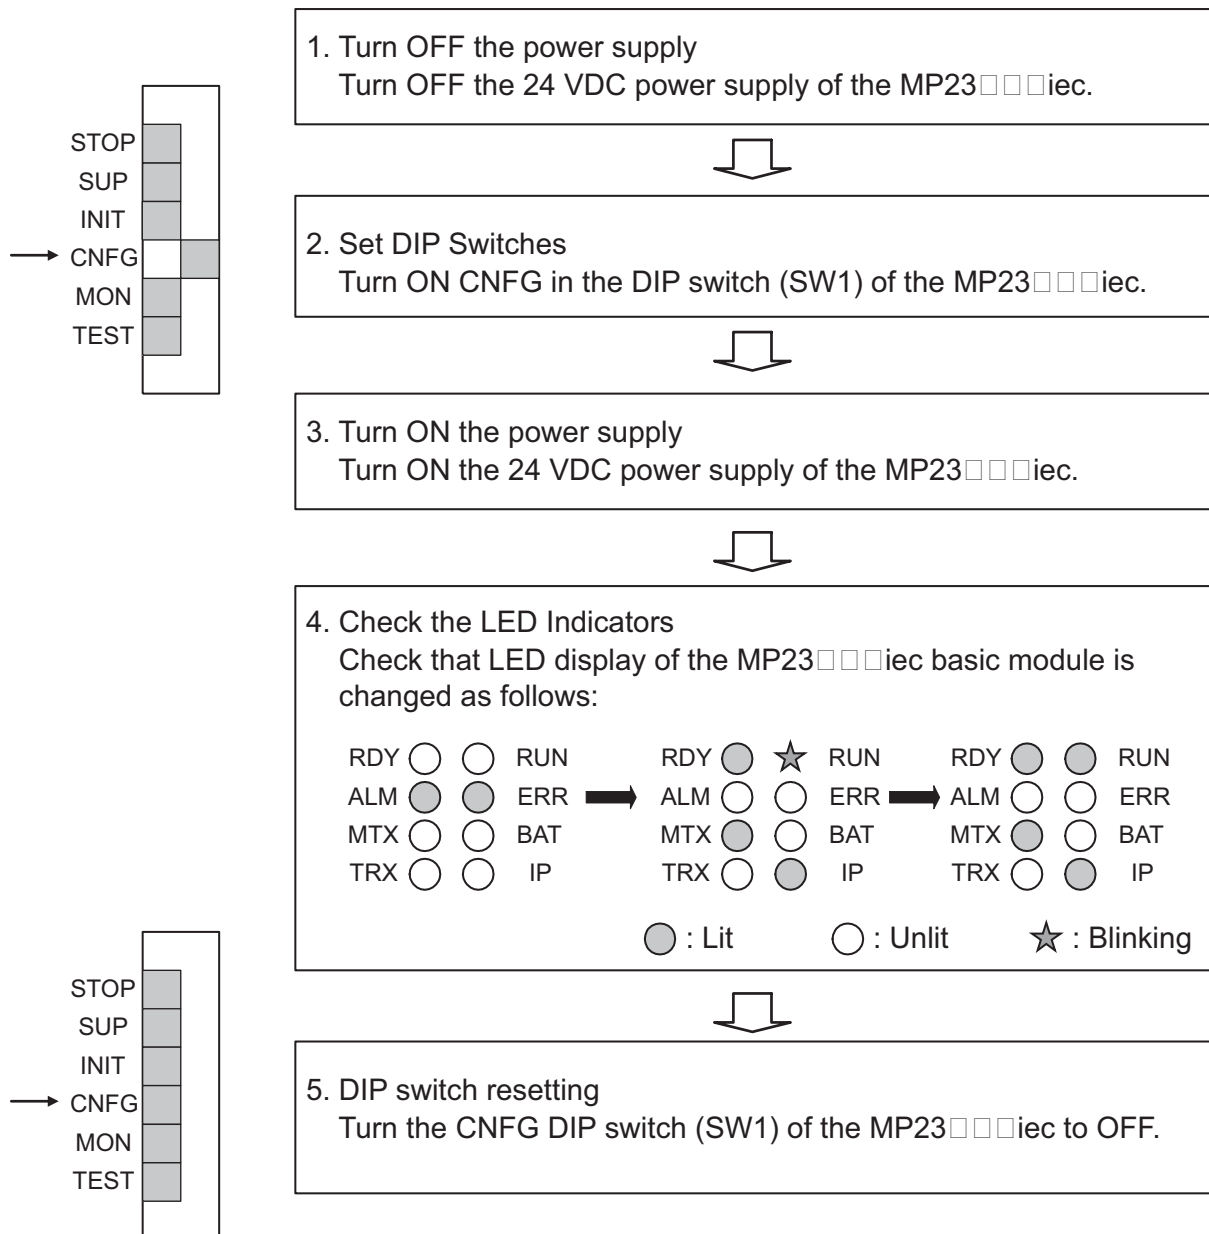 1. Turn OFF the power supply
Turn OFF the 24 VDC power supply of the MP23□□□iec.
STOP
SUP
INIT
CNFG
MON
TEST
2. Set DIP Switches
Turn ON CNFG in the DIP switch (SW1) of the MP23□□□iec.
3. Turn ON the power supply
Turn ON the 24 VDC power supply of the MP23□□□iec.
4. Check the LED Indicators
Check that LED display of the MP23□□□iec basic module is
changed as follows:
RDY RUN RDY RUN RDY RUN
ALM ERR ALM ERR ALM ERR
MTX BAT MTX BAT MTX BAT
TRX IP TRX IP TRX IP
: Lit : Unlit : Blinking
STOP
SUP
INIT
CNFG
MON
TEST
5. DIP switch resetting
Turn the CNFG DIP switch (SW1) of the MP23□□□iec to OFF.